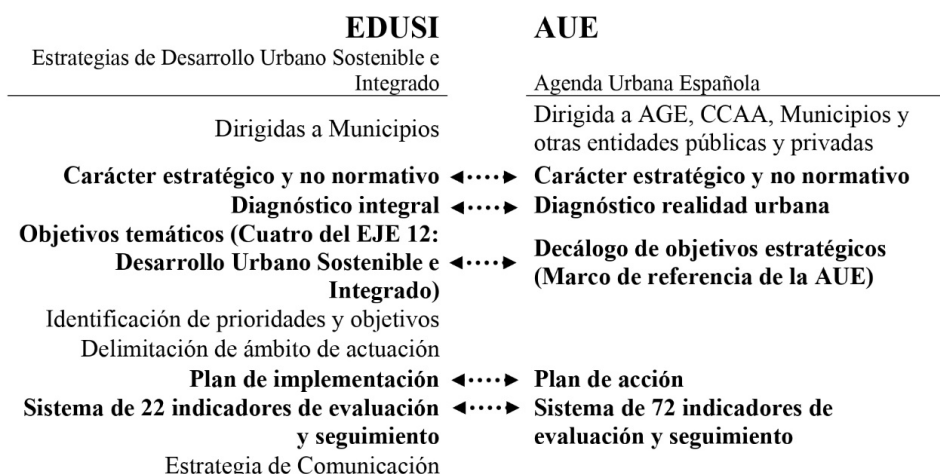 EDUSI AUE
Estrategias de Desarrollo Urbano Sostenible e
Integrado Agenda Urbana Española
Dirigidas a Municipios
Dirigida a AGE, CCAA, Municipios y
otras entidades públicas y privadas
Carácter estratégico y no normativo Carácter estratégico y no normativo
Diagnóstico integral Diagnóstico realidad urbana
Objetivos temáticos (Cuatro del EJE 12:
Desarrollo Urbano Sostenible e
Integrado)
Decálogo de objetivos estratégicos
(Marco de referencia de la AUE)
Identificación de prioridades y objetivos
Delimitación de ámbito de actuación
Plan de implementación Plan de acción
Sistema de 22 indicadores de evaluación
y seguimiento
Sistema de 72 indicadores de
evaluación y seguimiento
Estrategia de Comunicación